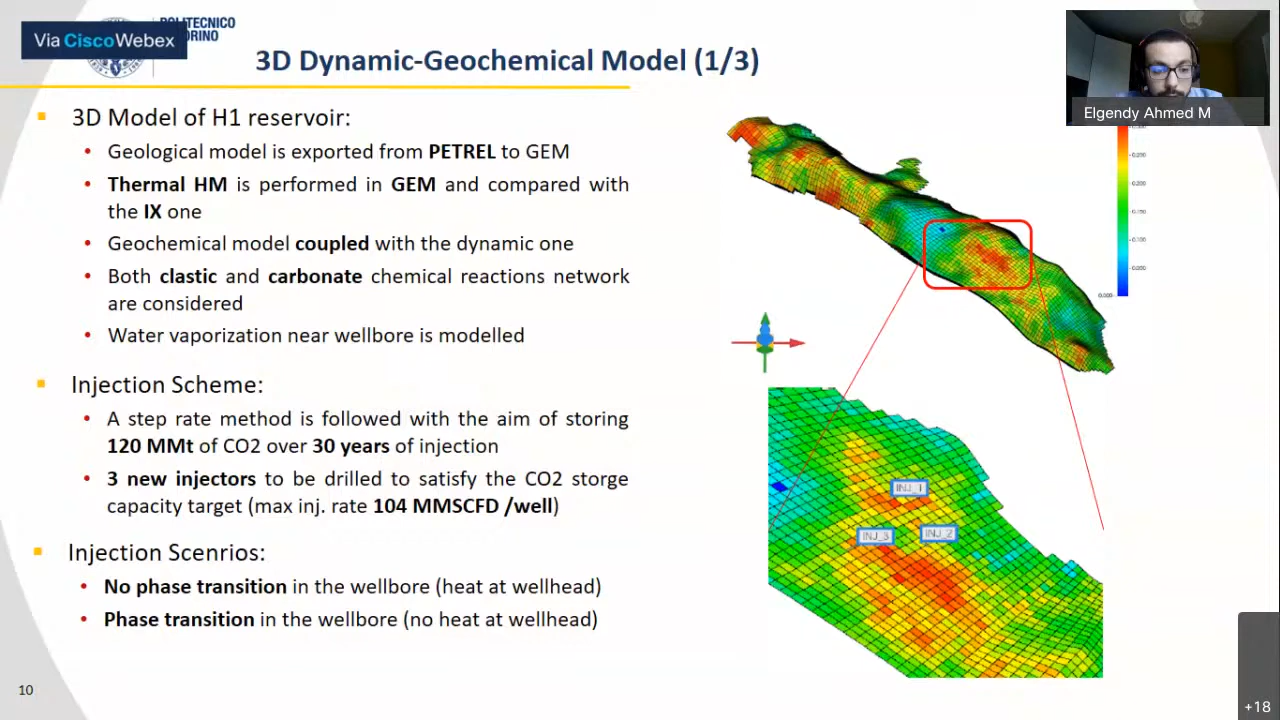 POLITECNICO
Via CiscoWebex
3D Dynamic-Geochemical Model (1/3)
Elgendy Ahmed M
3D Model of H1 reservoir:
Geological model is exported from PETREL to GEM
Thermal HM is performed in GEM and compared with
the IX one
Geochemical model coupled with the dynamic one
Both clastic and carbonate chemical reactions network
are considered
Water vaporization near wellbore is modelled
Injection Scheme:
A step rate method is followed with the aim of storing
120 MMt of CO2 over 30 years of injection
3 new injectors to be drilled to satisfy the CO2 storge
capacity target (max inj. rate 104 MMSCFD /well)
Injection Scenrios:
No phase transition in the wellbore (heat at wellhead)
Phase transition in the wellbore (no heat at wellhead)
INJ_1
INJ_3
INJ_2
10
+18